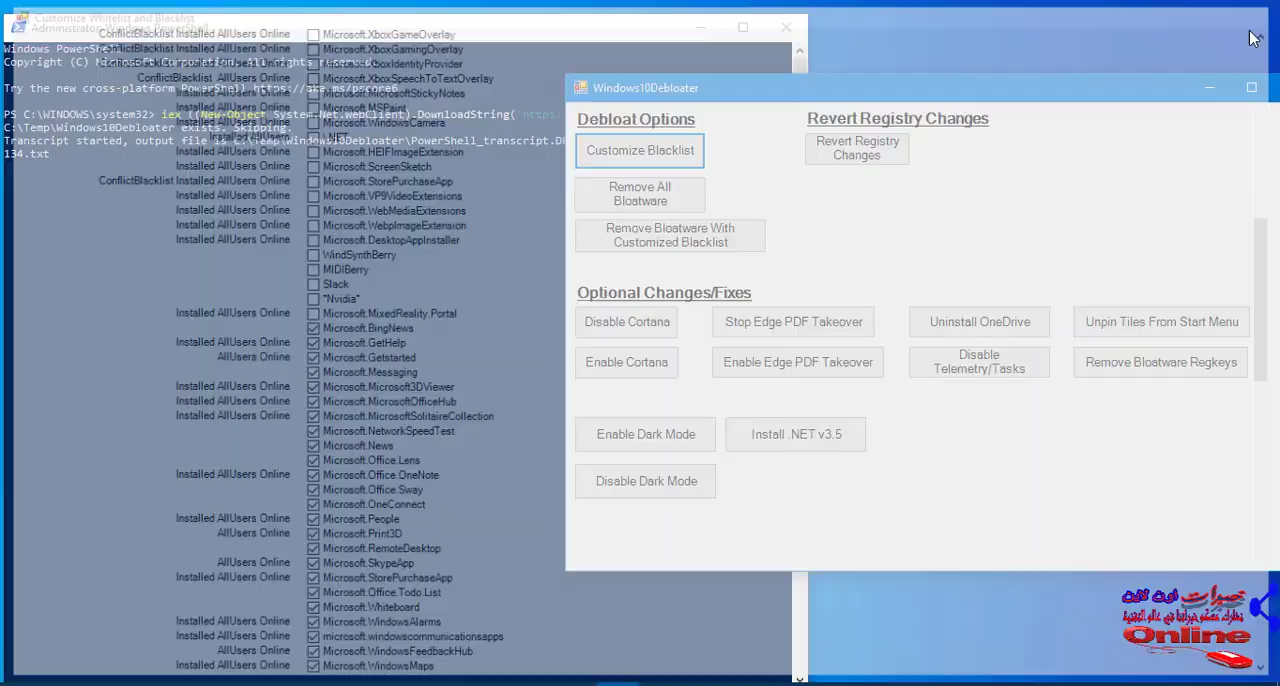 Customize Whitelist and Blacklist
Administrator: Windows PowerShell
Windows PowerShell
Copyright (C) Microsoft Corporation. All rights reserved.
Try the new cross-platform PowerShell https://aka.ms/pscore6
PS C:\WINDOWS\system32> iex ((New-Object System.Net.WebClient).DownloadString('https
C:\Temp\Windows10Debloater exists. Skipping.
Transcript started, output file is C:\Temp\Windows10Debloater\PowerShell_transcript.D
134.txt
ConflictBlacklist Installed AllUsers Online Microsoft.XboxGameOverlay
ConflictBlacklist Installed AllUsers Online Microsoft.XboxGamingOverlay
ConflictBlacklist Installed AllUsers Online Microsoft.XboxIdentityProvider
ConflictBlacklist Installed AllUsers Online Microsoft.XboxSpeechToTextOverlay
Microsoft.MicrosoftStickyNotes
Microsoft.MSPaint
Microsoft.WindowsCamera
.NET
Installed AllUsers Online Microsoft.HEIFImageExtension
Installed AllUsers Online Microsoft.ScreenSketch
ConflictBlacklist Installed AllUsers Online Microsoft.StorePurchaseApp
Installed AllUsers Online Microsoft.VP9VideoExtensions
Installed AllUsers Online Microsoft.WebMediaExtensions
Installed AllUsers Online Microsoft.WebpImageExtension
Installed AllUsers Online Microsoft.DesktopAppInstaller
WindSynthBerry
MIDIBerry
Slack
*Nvidia*
Installed AllUsers Online Microsoft.MixedReality.Portal
Microsoft.BingNews
Installed AllUsers Online Microsoft.GetHelp
AllUsers Online Microsoft.Getstarted
Microsoft.Messaging
Installed AllUsers Online Microsoft.Microsoft3DViewer
Installed AllUsers Online Microsoft.MicrosoftOfficeHub
Installed AllUsers Online Microsoft.MicrosoftSolitaireCollection
Microsoft.NetworkSpeedTest
Microsoft.News
Microsoft.Office.Lens
Installed AllUsers Online Microsoft.Office.OneNote
Microsoft.Office.Sway
Microsoft.OneConnect
Installed AllUsers Online Microsoft.People
AllUsers Online Microsoft.Print3D
Microsoft.RemoteDesktop
AllUsers Online Microsoft.SkypeApp
Installed AllUsers Online Microsoft.StorePurchaseApp
Microsoft.Office.Todo.List
Microsoft.Whiteboard
Installed AllUsers Online Microsoft.WindowsAlarms
Installed AllUsers Online microsoft.windowscommunicationsapps
AllUsers Online Microsoft.WindowsFeedbackHub
Installed AllUsers Online Microsoft.WindowsMaps
Windows10Debloater
Debloat Options
Customize Blacklist
Remove All
Bloatware
Remove Bloatware With
Customized Blacklist
Revert Registry Changes
Revert Registry
Changes
Optional Changes/Fixes
Disable Cortana
Stop Edge PDF Takeover
Uninstall OneDrive
Unpin Tiles From Start Menu
Enable Cortana
Enable Edge PDF Takeover
Disable
Telemetry/Tasks
Remove Bloatware Regkeys
Enable Dark Mode
Install .NET v3.5
Disable Dark Mode
Online